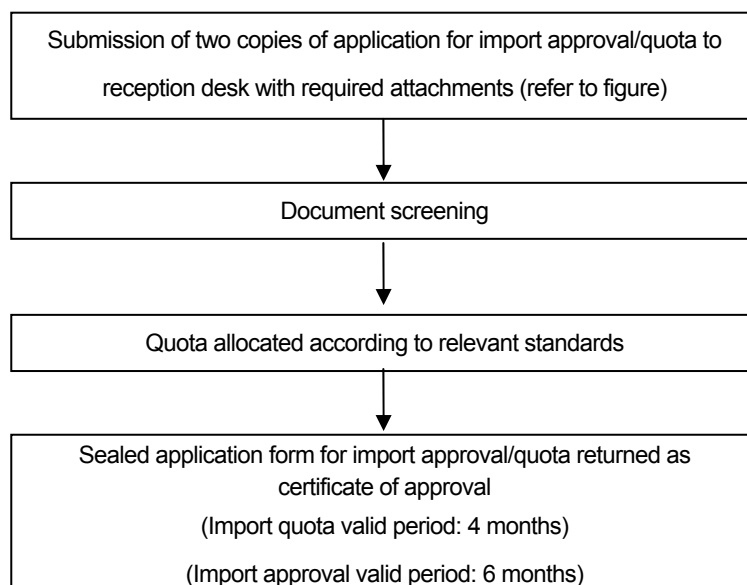 Submission of two copies of application for import approval/quota to
reception desk with required attachments (refer to figure)
Document screening
Quota allocated according to relevant standards
Sealed application form for import approval/quota returned as
certificate of approval
(Import quota valid period: 4 months)
(Import approval valid period: 6 months)